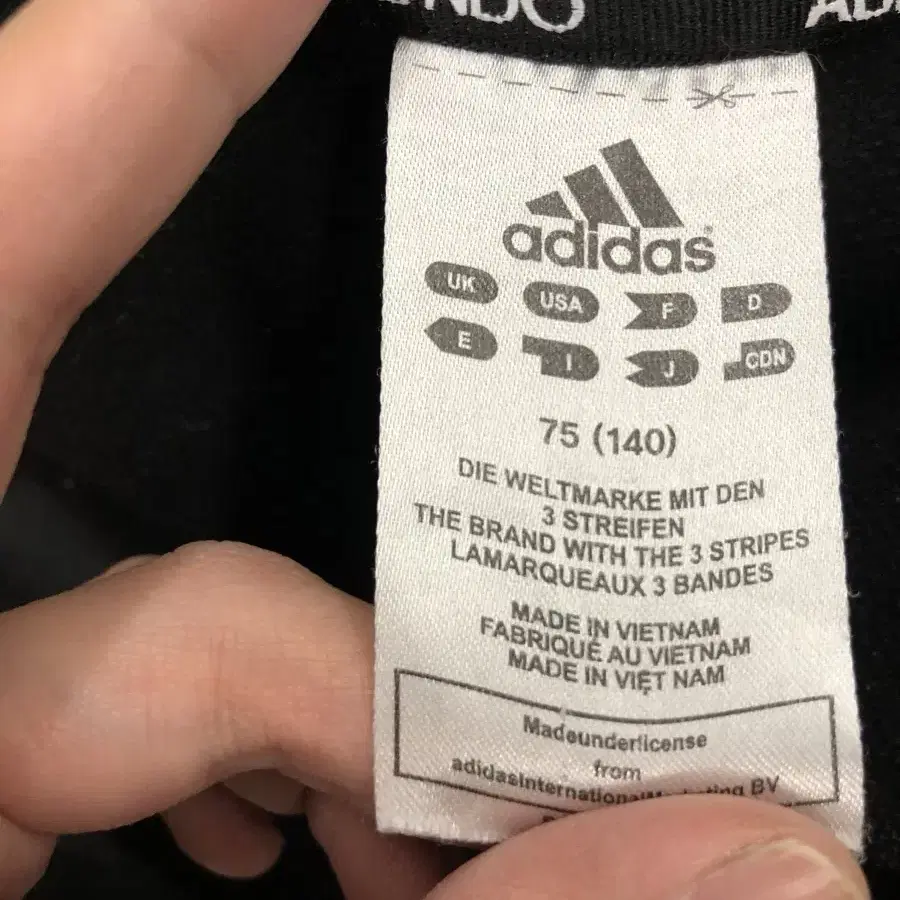 adidas®
UK USA F D
E I J CDN
75 (140)
DIE WELTMARKE MIT DEN
3 STREIFEN
THE BRAND WITH THE 3 STRIPES
LAMARQUEAUX 3 BANDES
MADE IN VIETNAM
FABRIQUÉ AU VIETNAM
MADE IN VIỆT NAM
Madeunderlicense
from
BV